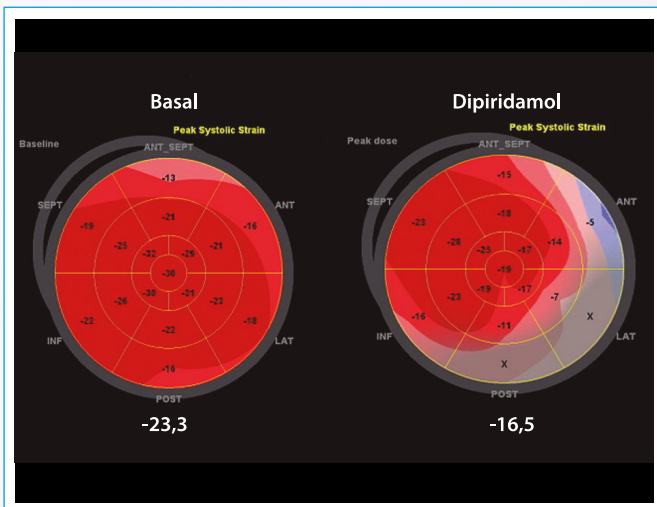 Basal
Dipiridamol
Peak Systolic Strain
Baseline
ANT_SEPT
SEPT
ANT
INF
LAT
POST
-13
-19
-16
-21
-25
-21
-32
-29
-30
-30
-31
-26
-23
-22
-18
-22
-16
-23,3
Peak Systolic Strain
Peak dose
ANT_SEPT
SEPT
ANT
INF
LAT
POST
-15
-23
-5
-18
-28
-14
-25
-17
-19
-19
-17
-23
-7
-16
X
-11
X
-16,5